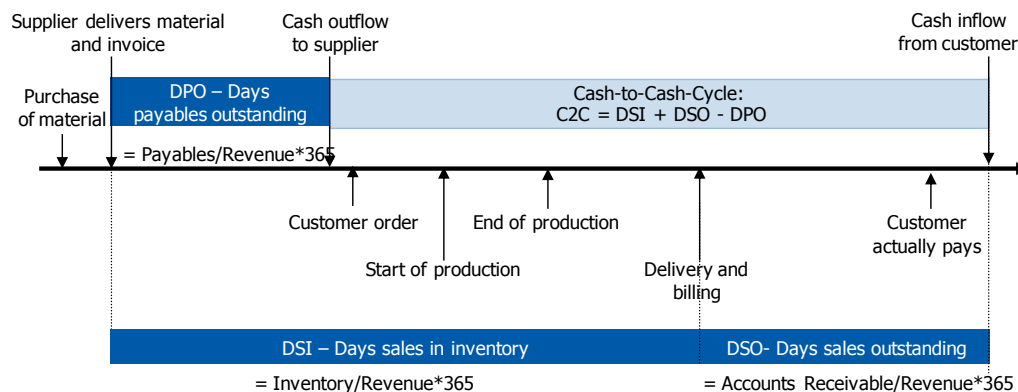 Supplier delivers material
and invoice
Cash outflow
to supplier
Cash inflow
from customer
Purchase
of material
DPO – Days
payables outstanding
Cash-to-Cash-Cycle:
C2C = DSI + DSO - DPO
= Payables/Revenue*365
Customer order
End of production
Customer
actually pays
Start of production
Delivery and
billing
DSI – Days sales in inventory
DSO- Days sales outstanding
= Inventory/Revenue*365
= Accounts Receivable/Revenue*365